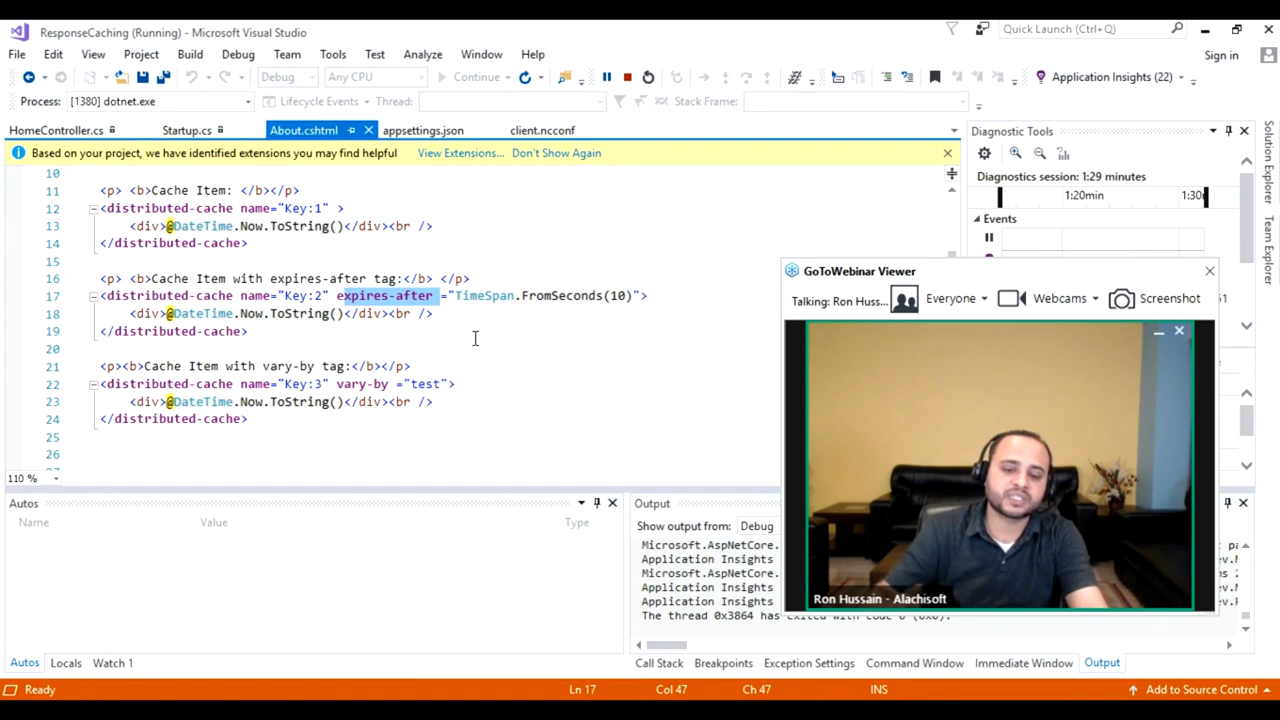 ResponseCaching (Running) - Microsoft Visual Studio
Quick Launch (Ctrl+Q)
File Edit View Project Build Debug Team Tools Test Analyze Window Help
Sign in
Debug Any CPU Continue Application Insights (22)
Process: [1380] dotnet.exe Lifecycle Events Thread: Stack Frame:
HomeController.cs Startup.cs About.cshtml appsettings.json client.ncconf
Based on your project, we have identified extensions you may find helpful View Extensions... Don't Show Again
10
11 <p> <b>Cache Item: </b></p>
12 <distributed-cache name="Key:1" >
13 <div>@DateTime.Now.ToString()</div><br />
14 </distributed-cache>
15
16 <p> <b>Cache Item with expires-after tag:</b> </p>
17 <distributed-cache name="Key:2" expires-after ="TimeSpan.FromSeconds(10)">
18 <div>@DateTime.Now.ToString()</div><br />
19 </distributed-cache>
20
21 <p><b>Cache Item with vary-by tag:</b></p>
22 <distributed-cache name="Key:3" vary-by ="test">
23 <div>@DateTime.Now.ToString()</div><br />
24 </distributed-cache>
25
26
110 %
Diagnostic Tools
Diagnostics session: 1:29 minutes
1:20min 1:30
Events
Solution Explorer
Team Explorer
GoToWebinar Viewer
Talking: Ron Huss... Everyone Webcams Screenshot
51
Ron Hussain - Alachisoft
Autos
Name Value Type
Output
Show output from: Debug
Microsoft.AspNetCore.
Application Insights
Microsoft.AspNetCore.
Application Insights
Application Insights
The thread 0x3864 has exited with code 0 (0x0).
Autos Locals Watch 1
Call Stack Breakpoints Exception Settings Command Window Immediate Window Output
Ready Ln 17 Col 47 Ch 47 INS Add to Source Control